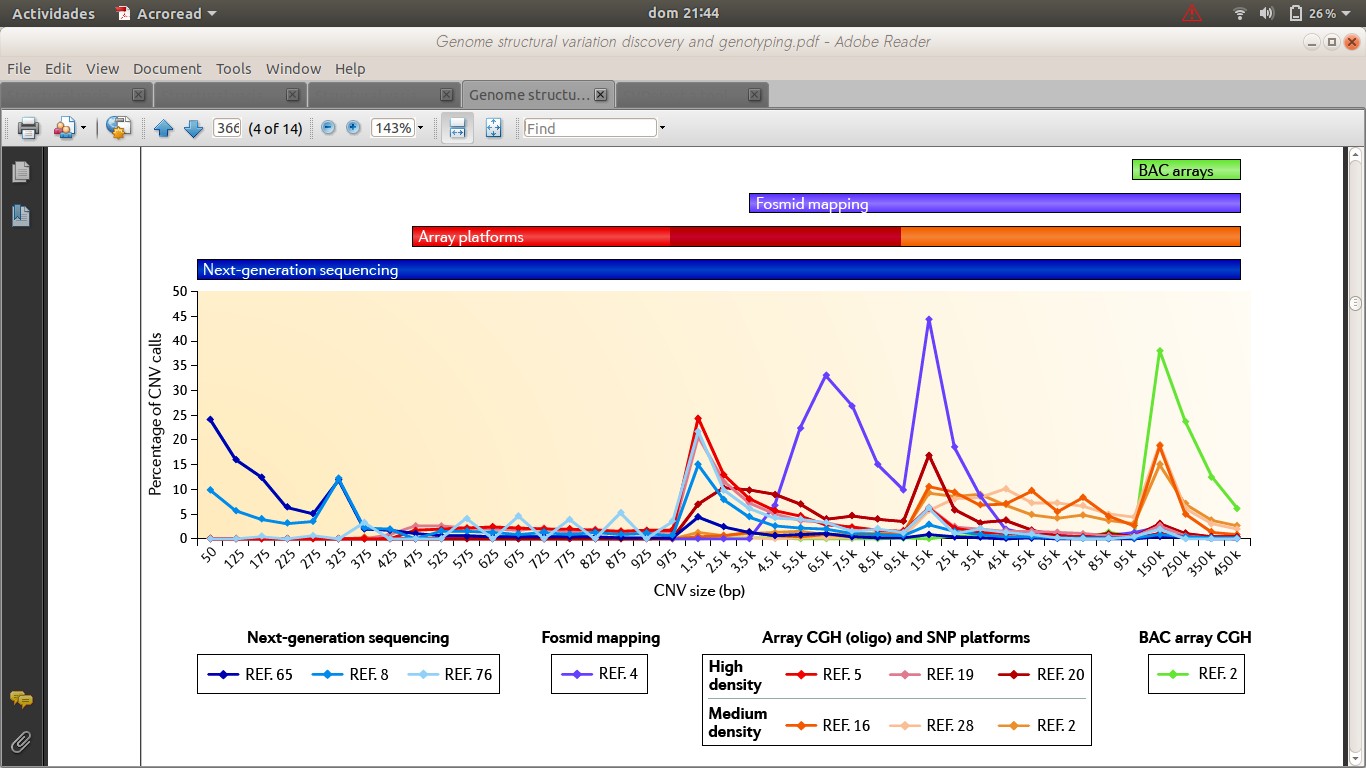 Actividades Acroread dom 21:44 26%
Genome structural variation discovery and genotyping.pdf - Adobe Reader
File Edit View Document Tools Window Help
Genome structu...
366 (4 of 14) 143% Find
BAC arrays
Fosmid mapping
Array platforms
Next-generation sequencing
50
45
40
35
30
25
20
15
10
5
0
Percentage of CNV calls
50 125 175 225 275 325 375 425 475 525 575 625 675 725 775 825 875 925 975 1.5k 2.5k 3.5k 4.5k 5.5k 6.5k 7.5k 8.5k 9.5k 15k 25k 35k 45k 55k 65k 75k 85k 95k 150k 250k 350k 450k
CNV size (bp)
Next-generation sequencing Fosmid mapping Array CGH (oligo) and SNP platforms BAC array CGH
REF. 65 REF. 8 REF. 76 REF. 4 High density REF. 5 REF. 19 REF. 20 REF. 2
Medium density REF. 16 REF. 28 REF. 2